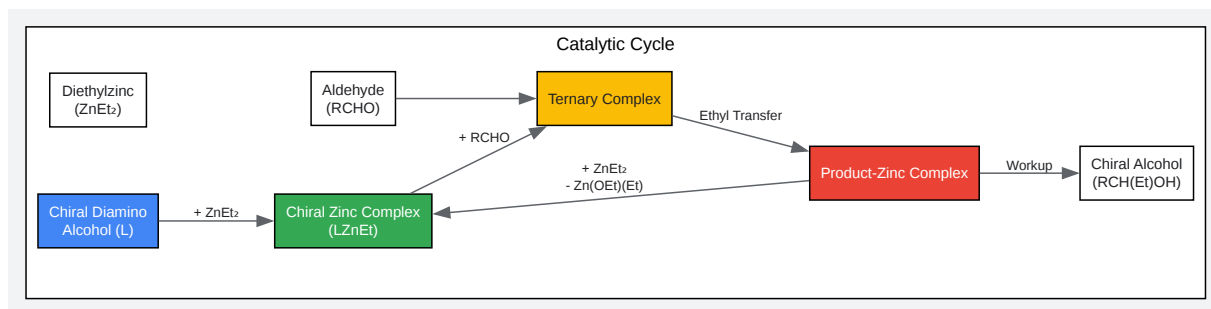 Catalytic Cycle
Diethylzinc
(ZnEt₂)
Aldehyde
(RCHO)
Ternary Complex
+ RCHO
Ethyl Transfer
Product-Zinc Complex
Workup
Chiral Alcohol
(RCH(Et)OH)
+ ZnEt₂
- Zn(OEt)(Et)
Chiral Diamino
Alcohol (L)
+ ZnEt₂
Chiral Zinc Complex
(LZnEt)